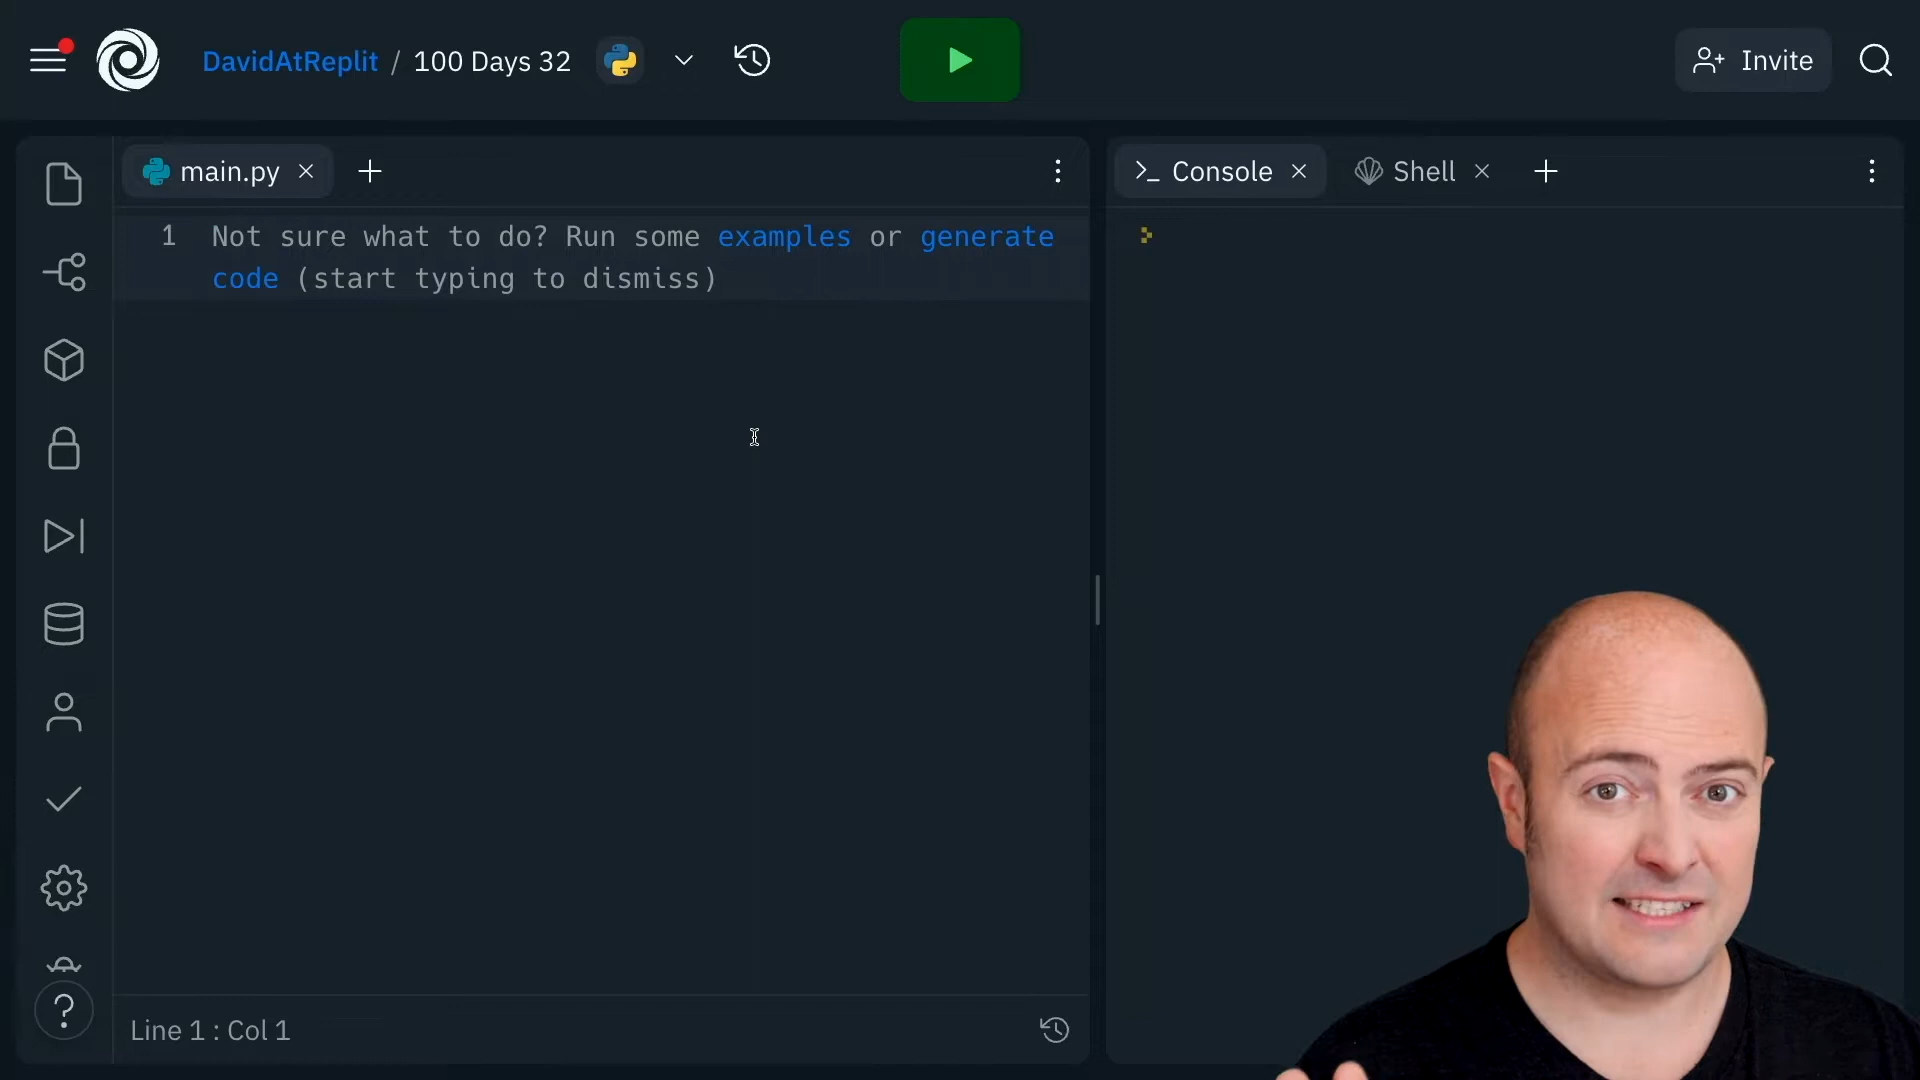 DavidAtReplit / 100 Days 32
Invite
main.py
Console
Shell
1
Not sure what to do? Run some examples or generate
code (start typing to dismiss)
?
Line 1 : Col 1